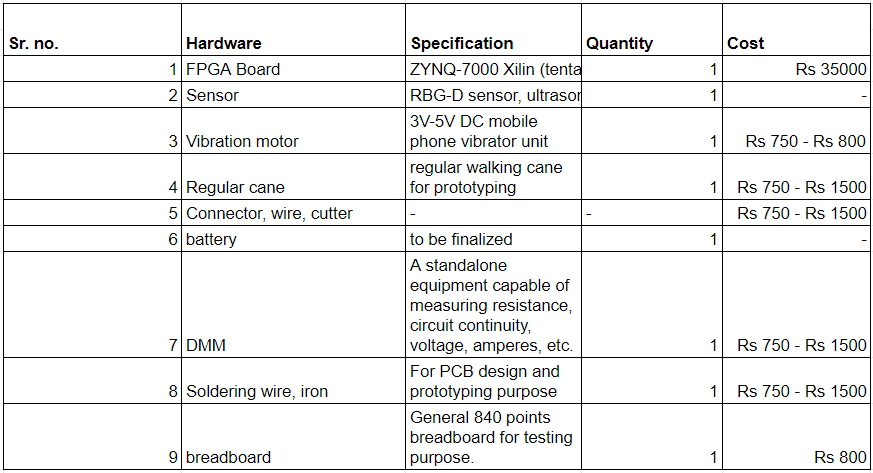 Sr. no. Hardware Specification Quantity Cost
1 FPGA Board ZYNQ-7000 Xilin (tenta 1 Rs 35000
2 Sensor RBG-D sensor, ultrasor 1 -
3V-5V DC mobile
3 Vibration motor phone vibrator unit 1 Rs 750 - Rs 800
regular walking cane
4 Regular cane for prototyping 1 Rs 750 - Rs 1500
5 Connector, wire, cutter - - Rs 750 - Rs 1500
6 battery to be finalized 1 -
A standalone
equipment capable of
measuring resistance,
circuit continuity,
7 DMM voltage, amperes, etc. 1 Rs 750 - Rs 1500
For PCB design and
8 Soldering wire, iron prototyping purpose 1 Rs 750 - Rs 1500
General 840 points
breadboard for testing
9 breadboard purpose. 1 Rs 800